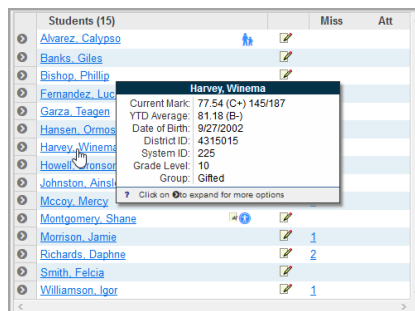 Students (15) Miss Att
Alvarez, Calypso
Banks, Giles
Bishop, Phillip
Fernandez, Luc
Harvey, Winema
Current Mark: 77.54 (C+) 145/187
Garza, Teagen
YTD Average: 81.18 (B-)
Hansen, Ormos
Date of Birth: 9/27/2002
District ID: 4315015
Harvey, Winema
System ID: 225
Howell, Bronson
Grade Level: 10
Group: Gifted
Johnston, Ainsl
? Click on to expand for more options
Mccoy, Mercy
Montgomery, Shane
Morrison, Jamie 1
Richards, Daphne 2
Smith, Felcia
Williamson, Igor 1